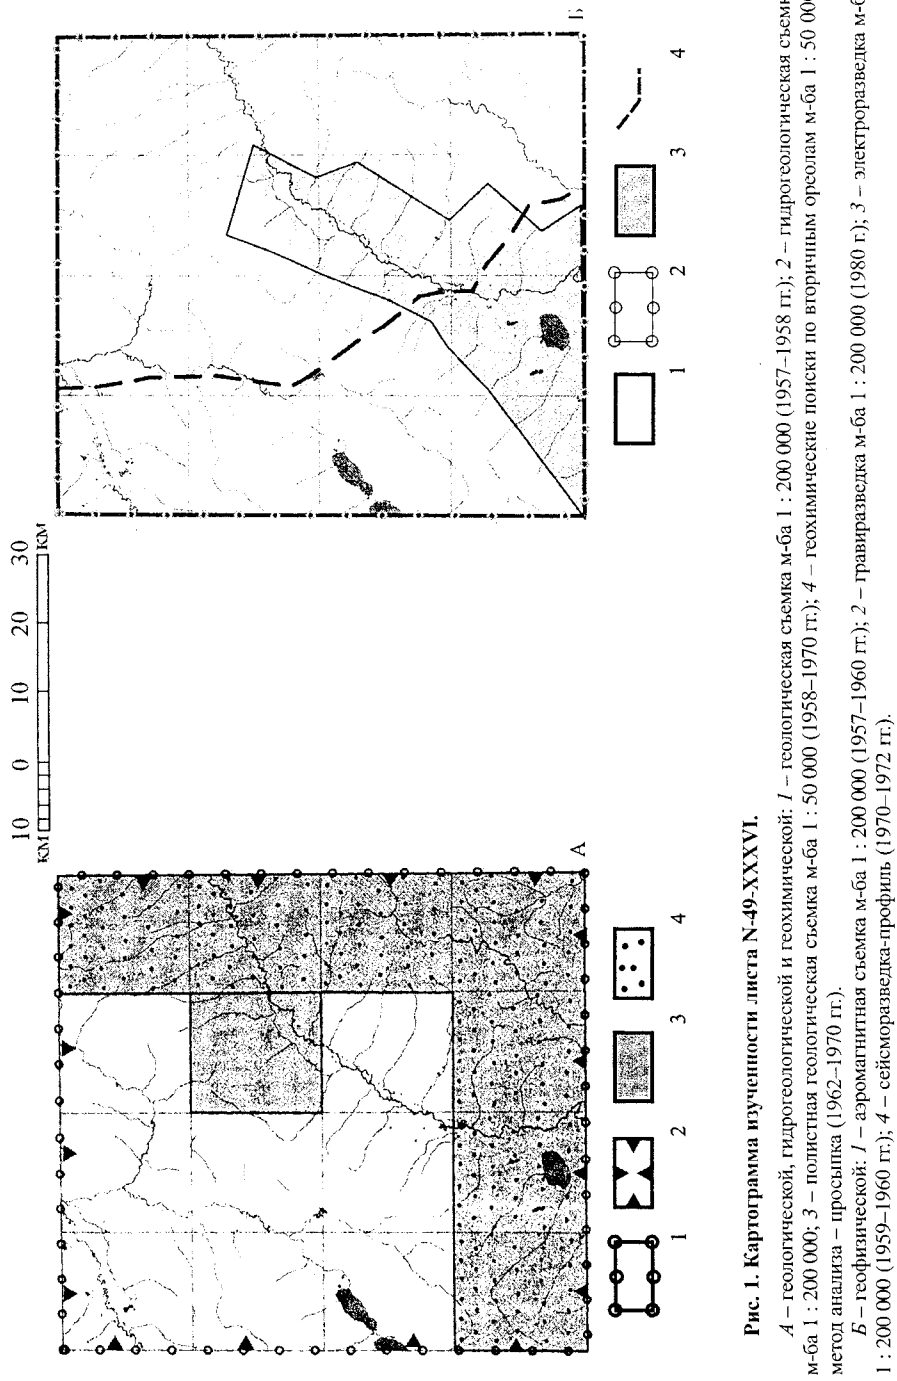 10 0 10 20 30
КМ КМ
А
Б
1 2 3 4
1 2 3 4
Рис. 1. Картограмма изученности листа N-49-XXXVI.
А – геологической, гидрогеологической и геохимической: 1 – геологическая съемка м-ба 1 : 200 000 (1957–1958 гг.); 2 – гидрогеологическая
м-ба 1 : 200 000; 3 – полистная геологическая съемка м-ба 1 : 50 000 (1958–1970 гг.); 4 – геохимические поиски по вторичным ореолам м-ба 1 : 50
метод анализа – просыпка (1962–1970 гг.).
Б – геофизической: 1 – аэромагнитная съемка м-ба 1 : 200 000 (1957–1960 гг.); 2 – гравиразведка м-ба 1 : 200 000 (1980 г.); 3 – электроразведка
1 : 200 000 (1959–1960 гг.); 4 – сейсморазведка-профиль (1970–1972 гг.).